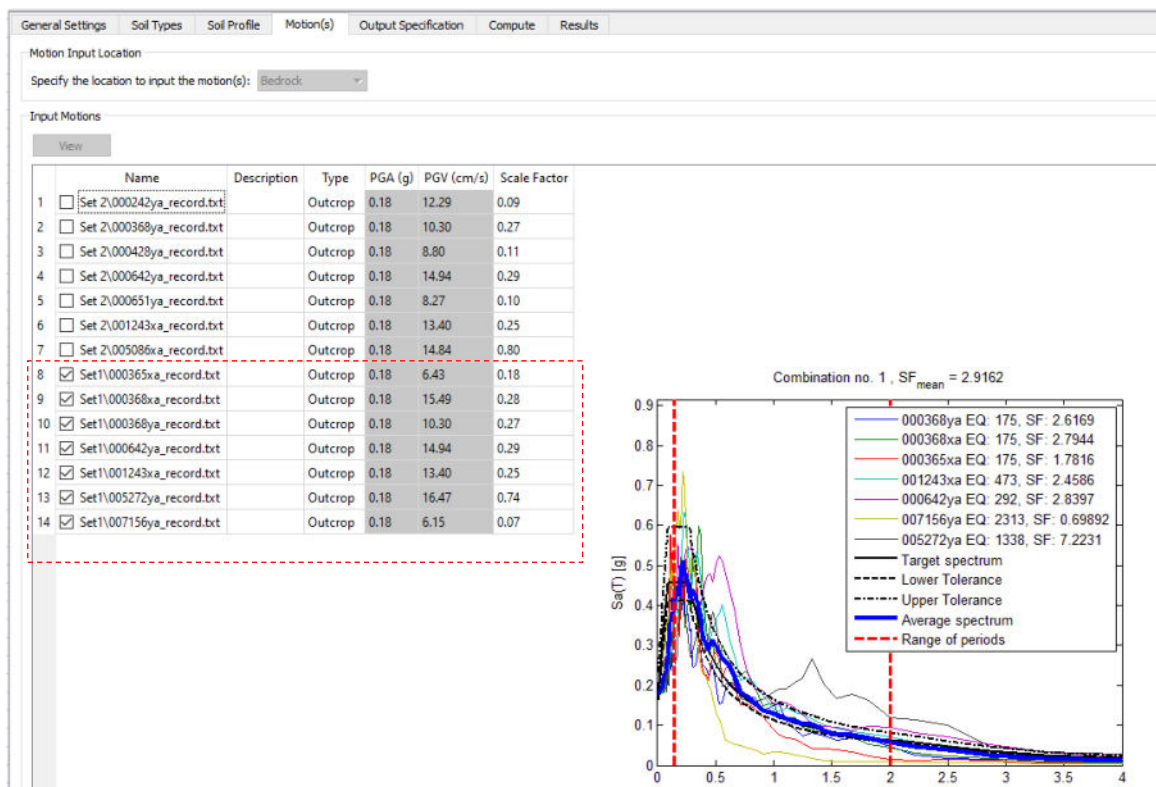 General Settings Soil Types Soil Profile Motion(s) Output Specification Compute Results
Motion Input Location
Specify the location to input the motion(s): Bedrock
Input Motions
View
Name Description Type PGA (g) PGV (cm/s) Scale Factor
1 Set 2\000242ya_record.txt Outcrop 0.18 12.29 0.09
2 Set 2\000368ya_record.txt Outcrop 0.18 10.30 0.27
3 Set 2\000428ya_record.txt Outcrop 0.18 8.80 0.11
4 Set 2\000642ya_record.txt Outcrop 0.18 14.94 0.29
5 Set 2\000651ya_record.txt Outcrop 0.18 8.27 0.10
6 Set 2\001243xa_record.txt Outcrop 0.18 13.40 0.25
7 Set 2\005086xa_record.txt Outcrop 0.18 14.84 0.80
8 Set1\000365xa_record.txt Outcrop 0.18 6.43 0.18
9 Set1\000368xa_record.txt Outcrop 0.18 15.49 0.28
10 Set1\000368ya_record.txt Outcrop 0.18 10.30 0.27
11 Set1\000642ya_record.txt Outcrop 0.18 14.94 0.29
12 Set1\001243xa_record.txt Outcrop 0.18 13.40 0.25
13 Set1\005272ya_record.txt Outcrop 0.18 16.47 0.74
14 Set1\007156ya_record.txt Outcrop 0.18 6.15 0.07
Combination no. 1 , SFmean = 2.9162
000368ya EQ: 175, SF: 2.6169
000368xa EQ: 175, SF: 2.7944
000365xa EQ: 175, SF: 1.7816
001243xa EQ: 473, SF: 2.4586
000642ya EQ: 292, SF: 2.8397
007156ya EQ: 2313, SF: 0.69892
005272ya EQ: 1338, SF: 7.2231
Target spectrum
Lower Tolerance
Upper Tolerance
Average spectrum
Range of periods
Sa(T) [g]
0.9
0.8
0.7
0.6
0.5
0.4
0.3
0.2
0.1
0
0 0.5 1 1.5 2 2.5 3 3.5 4